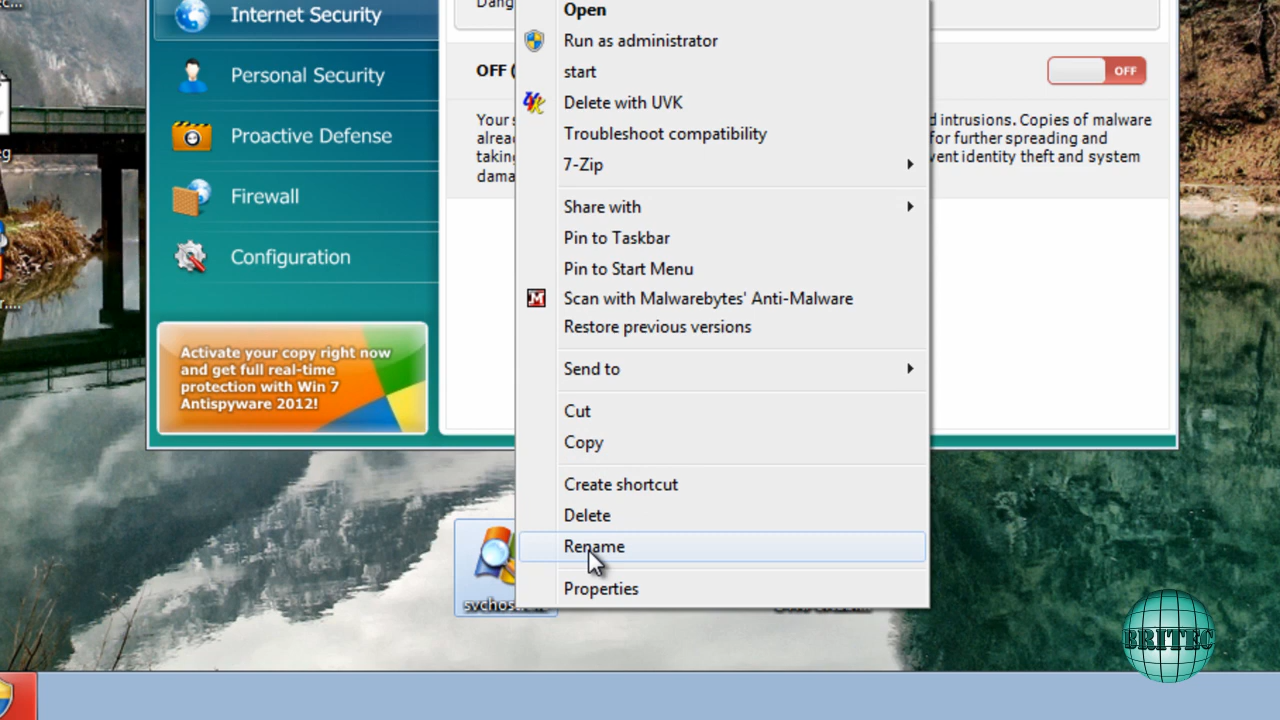 Internet Security
Personal Security
Proactive Defense
Firewall
Configuration
Activate your copy right now
and get full real-time
protection with Win 7
Antispyware 2012!
OFF (
OFF
d intrusions. Copies of malware
for further spreading and
vent identity theft and system
dama
Open
Run as administrator
start
Delete with UVK
Troubleshoot compatibility
7-Zip
Share with
Pin to Taskbar
Pin to Start Menu
Scan with Malwarebytes' Anti-Malware
Restore previous versions
Send to
Cut
Copy
Create shortcut
Delete
Rename
Properties
BRITEC